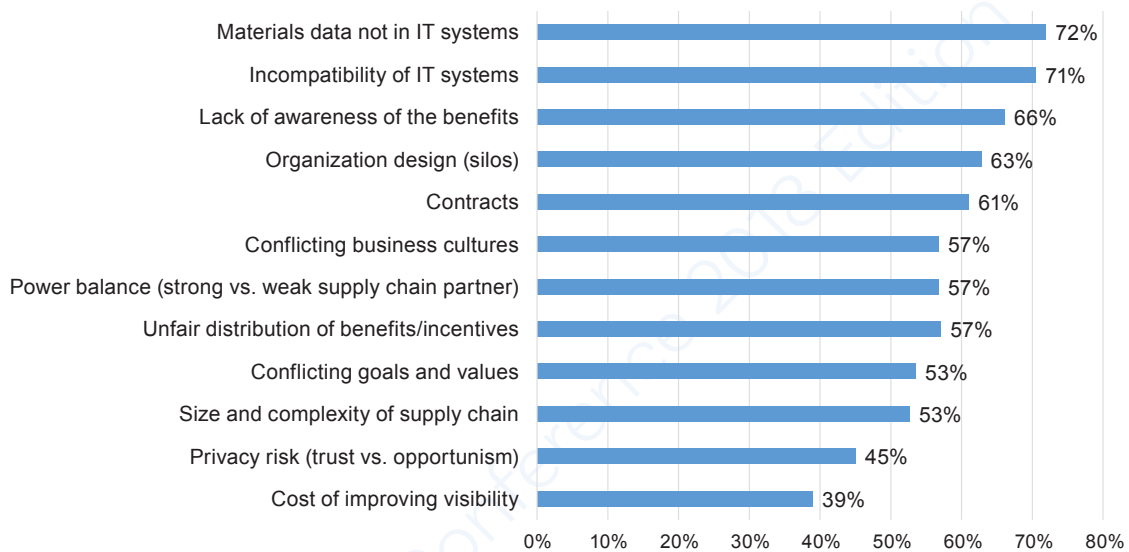 Materials data not in IT systems 72%
Incompatibility of IT systems 71%
Lack of awareness of the benefits 66%
Organization design (silos) 63%
Contracts 61%
Conflicting business cultures 57%
Power balance (strong vs. weak supply chain partner) 57%
Unfair distribution of benefits/incentives 57%
Conflicting goals and values 53%
Size and complexity of supply chain 53%
Privacy risk (trust vs. opportunism) 45%
Cost of improving visibility 39%
0% 10% 20% 30% 40% 50% 60% 70% 80%
Conference 2018 Edition